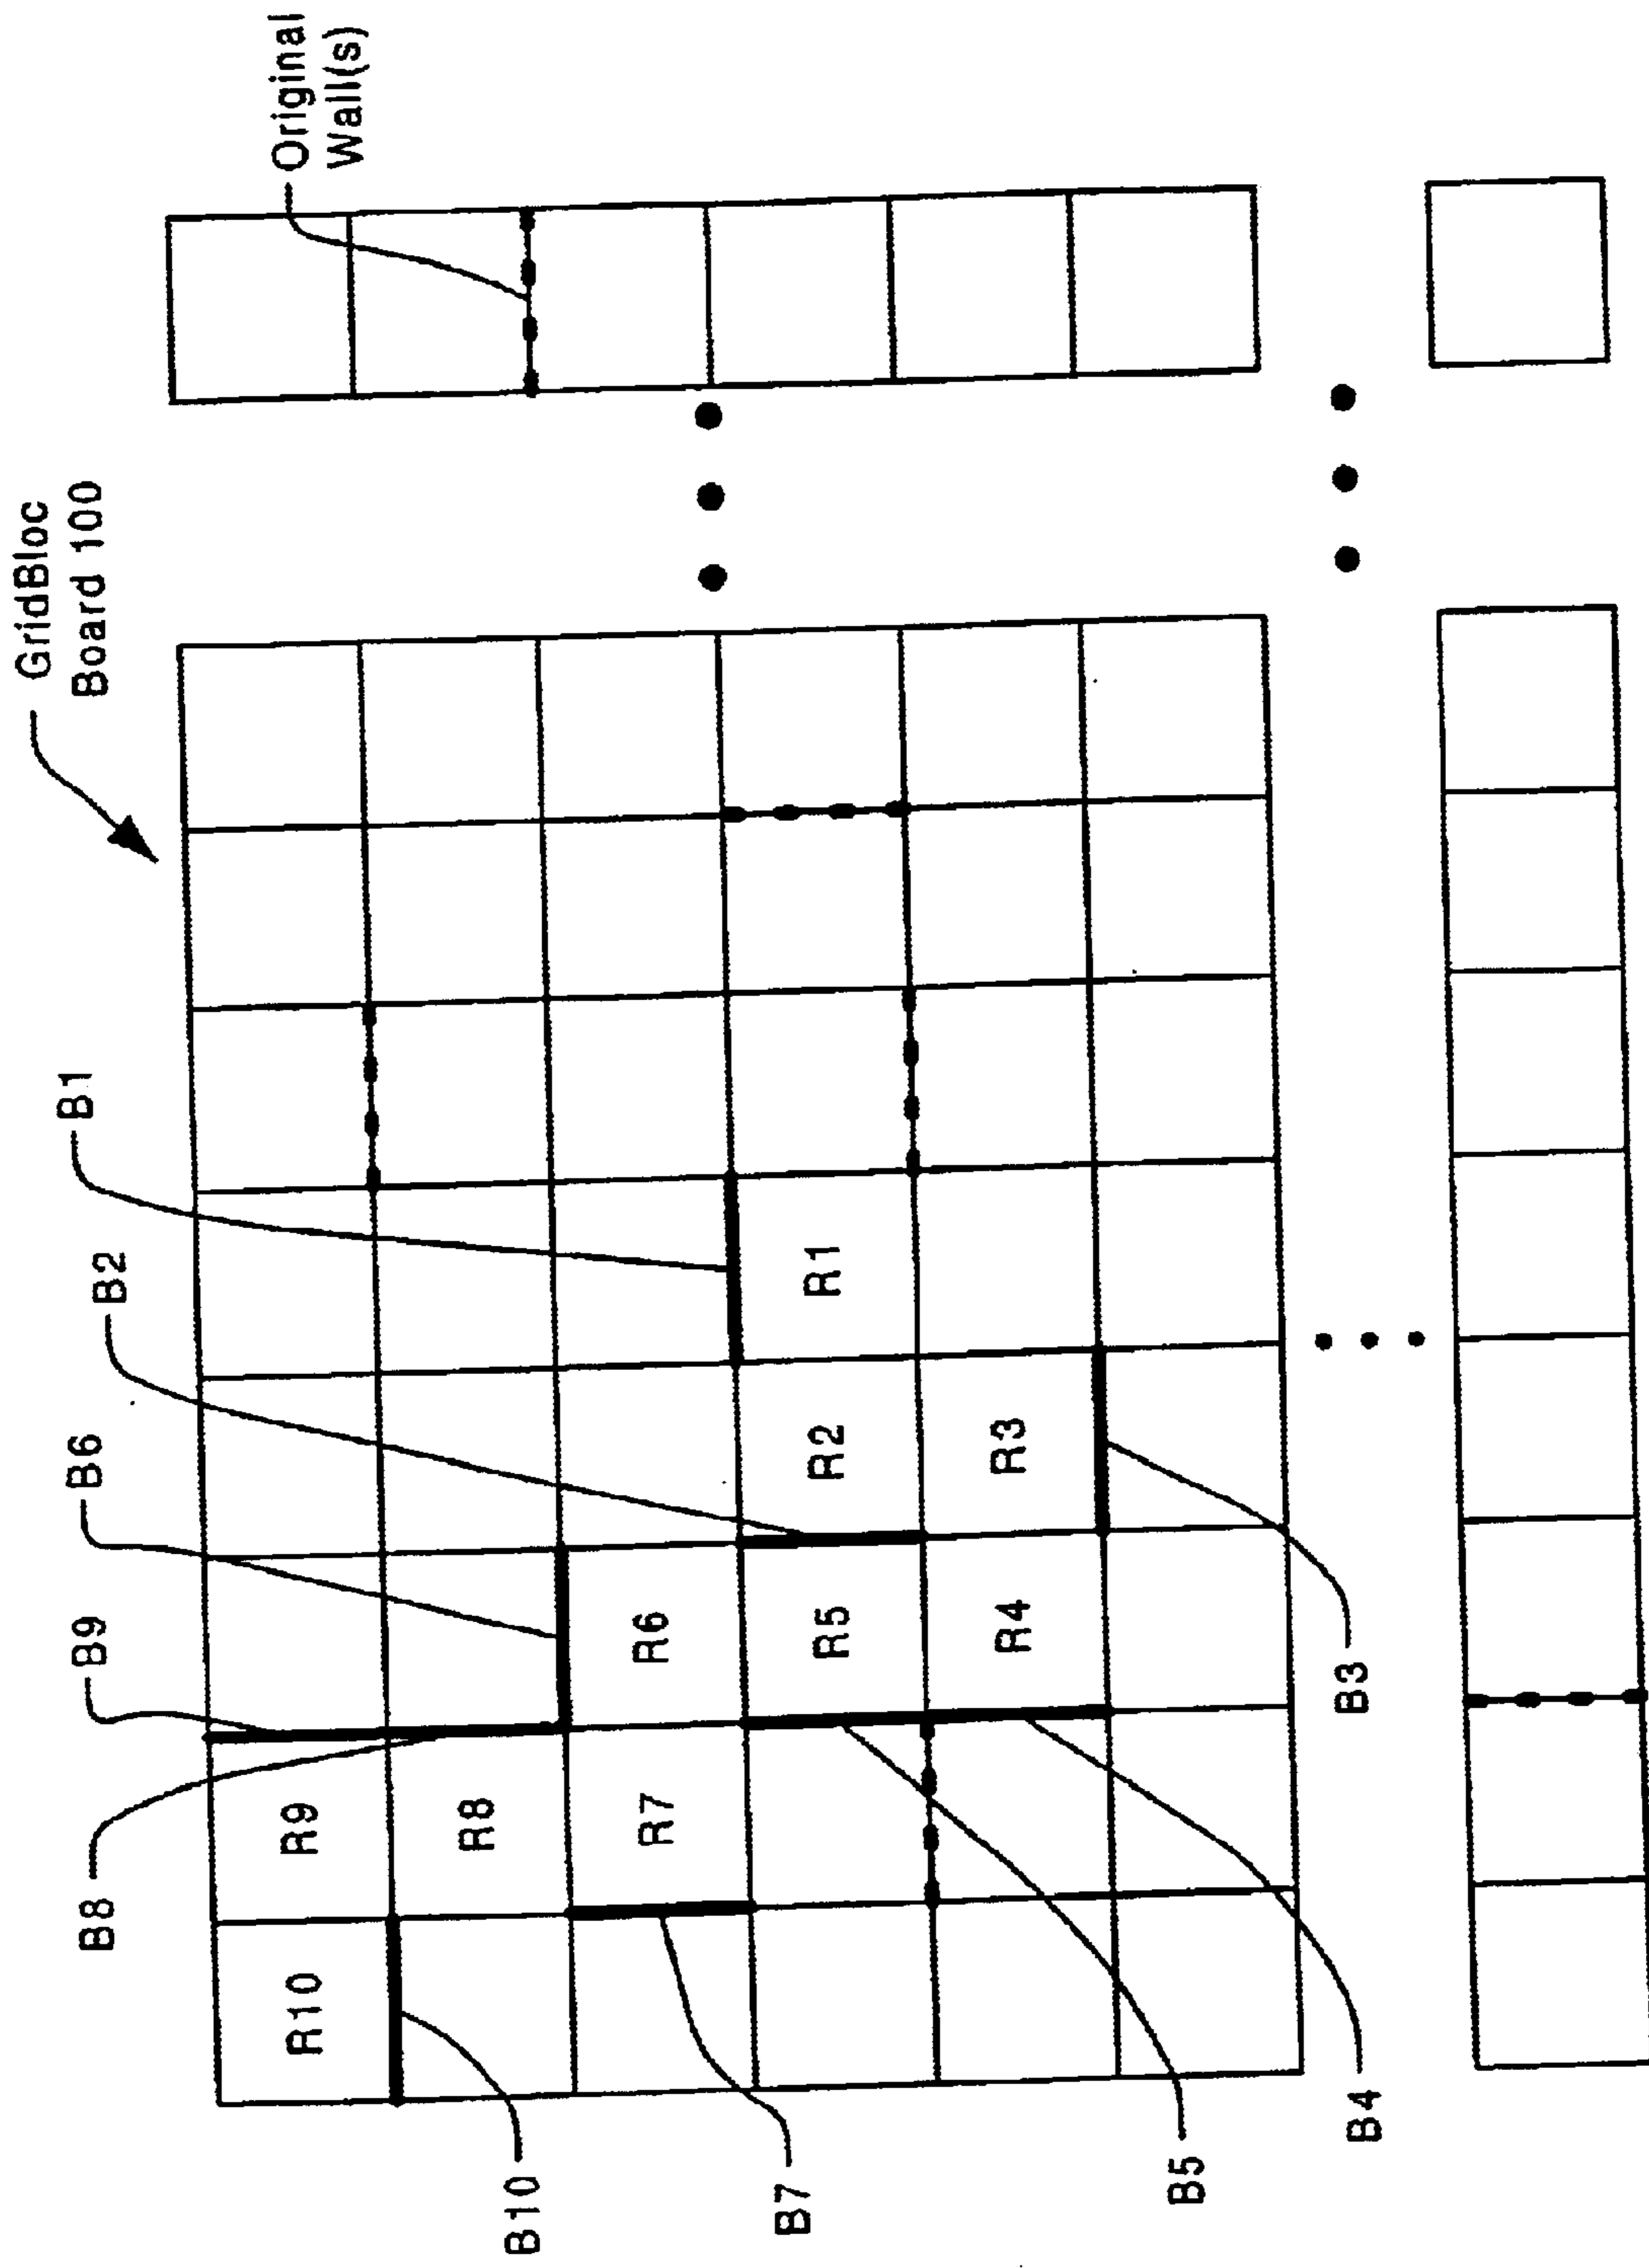 GridBloc
Board 100
B8
B9
B6
B2
B1
Original
Wall(s)
R10
R9
R8
B10
R7
R6
B7
R5
R2
R1
R4
R3
B5
B4
B3